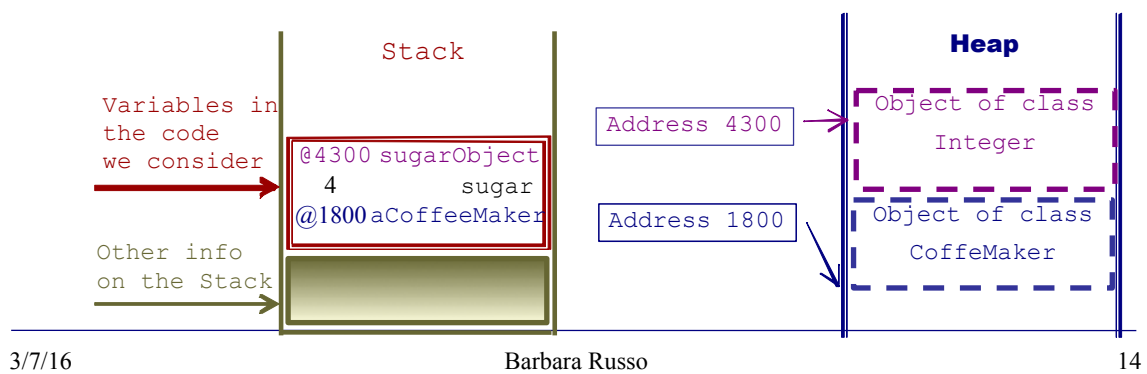 Stack
Heap
Variables in
the code
we consider
@4300 sugarObject
4 sugar
@1800 aCoffeeMaker
Other info
on the Stack
Address 4300
Object of class
Integer
Address 1800
Object of class
CoffeMaker
3/7/16
Barbara Russo
14